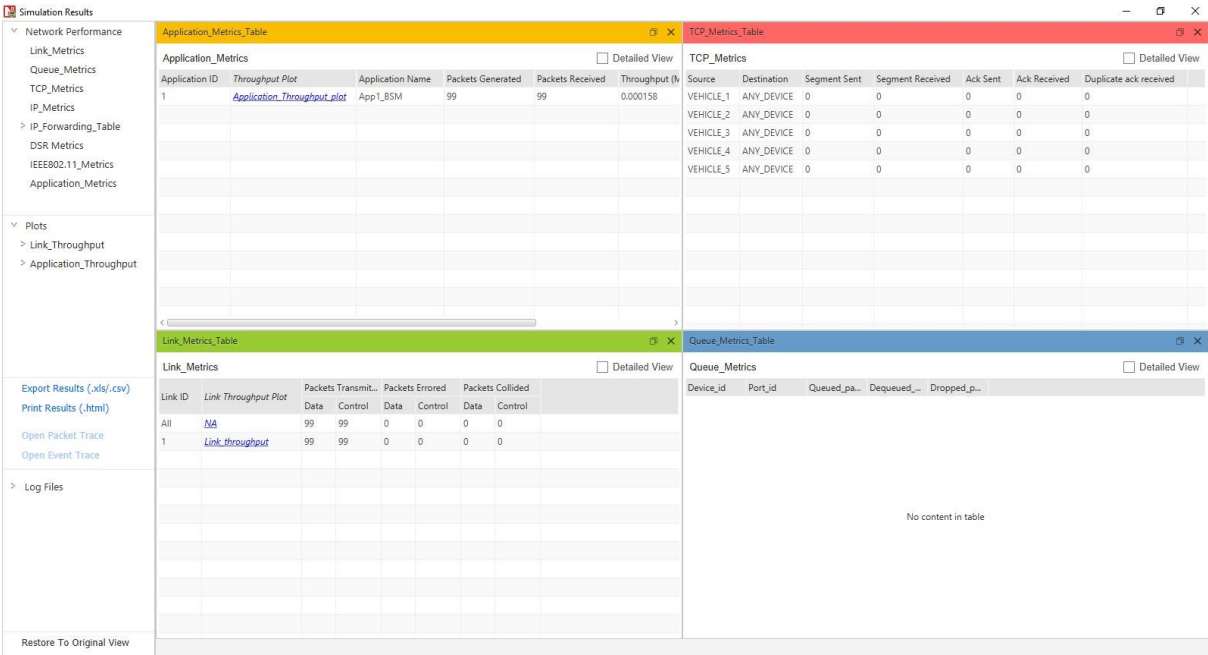 Simulation Results
Network Performance
Link_Metrics
Queue_Metrics
TCP_Metrics
IP_Metrics
IP_Forwarding_Table
DSR Metrics
IEEE802.11_Metrics
Application_Metrics
Plots
Link_Throughput
Application_Throughput
Export Results (.xls/.csv)
Print Results (.html)
Open Packet Trace
Open Event Trace
Log Files
Restore To Original View
Application_Metrics_Table
Application_Metrics Detailed View
Application ID Throughput Plot Application Name Packets Generated Packets Received Throughput (M
1 Application_Throughput_plot App1_BSM 99 99 0.000158
TCP_Metrics_Table
TCP_Metrics Detailed View
Source Destination Segment Sent Segment Received Ack Sent Ack Received Duplicate ack received
VEHICLE_1 ANY_DEVICE 0 0 0 0 0
VEHICLE_2 ANY_DEVICE 0 0 0 0 0
VEHICLE_3 ANY_DEVICE 0 0 0 0 0
VEHICLE_4 ANY_DEVICE 0 0 0 0 0
VEHICLE_5 ANY_DEVICE 0 0 0 0 0
Link_Metrics_Table
Link_Metrics Detailed View
Link ID Link Throughput Plot Packets Transmit... Packets Errored Packets Collided
Data Control Data Control Data Control
All NA 99 99 0 0 0 0
1 Link_throughput 99 99 0 0 0 0
Queue_Metrics_Table
Queue_Metrics Detailed View
Device_id Port_id Queued_pa... Dequeued_... Dropped_p...
No content in table